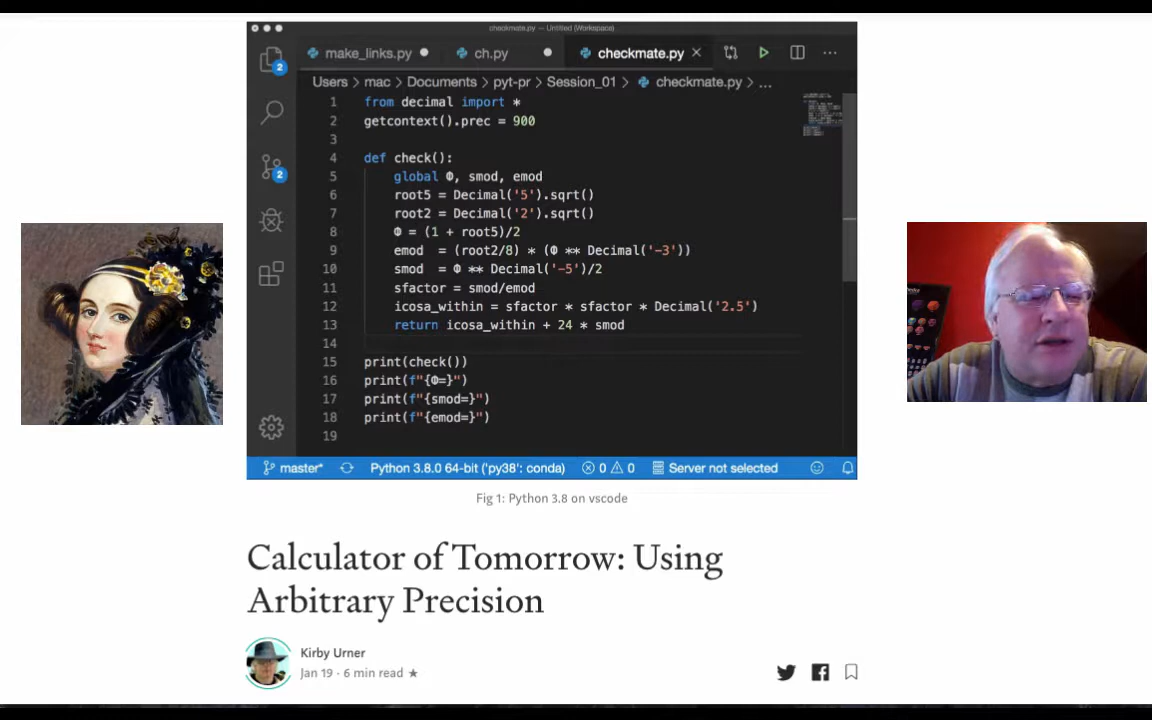 checkmate.py — Untitled (Workspace)
make_links.py
ch.py
checkmate.py
Users > mac > Documents > pyt-pr > Session_01 > checkmate.py > ...
1 from decimal import *
2 getcontext().prec = 900
3
4 def check():
5 global Φ, smod, emod
6 root5 = Decimal('5').sqrt()
7 root2 = Decimal('2').sqrt()
8 Φ = (1 + root5)/2
9 emod = (root2/8) * (Φ ** Decimal('-3'))
10 smod = Φ ** Decimal('-5')/2
11 sfactor = smod/emod
12 icosa_within = sfactor * sfactor * Decimal('2.5')
13 return icosa_within + 24 * smod
14
15 print(check())
16 print(f"{Φ=}")
17 print(f"{smod=}")
18 print(f"{emod=}")
19
2
2
master* Python 3.8.0 64-bit ('py38': conda) 0 0 Server not selected
Fig 1: Python 3.8 on vscode
Calculator of Tomorrow: Using
Arbitrary Precision
Kirby Urner
Jan 19 · 6 min read ★